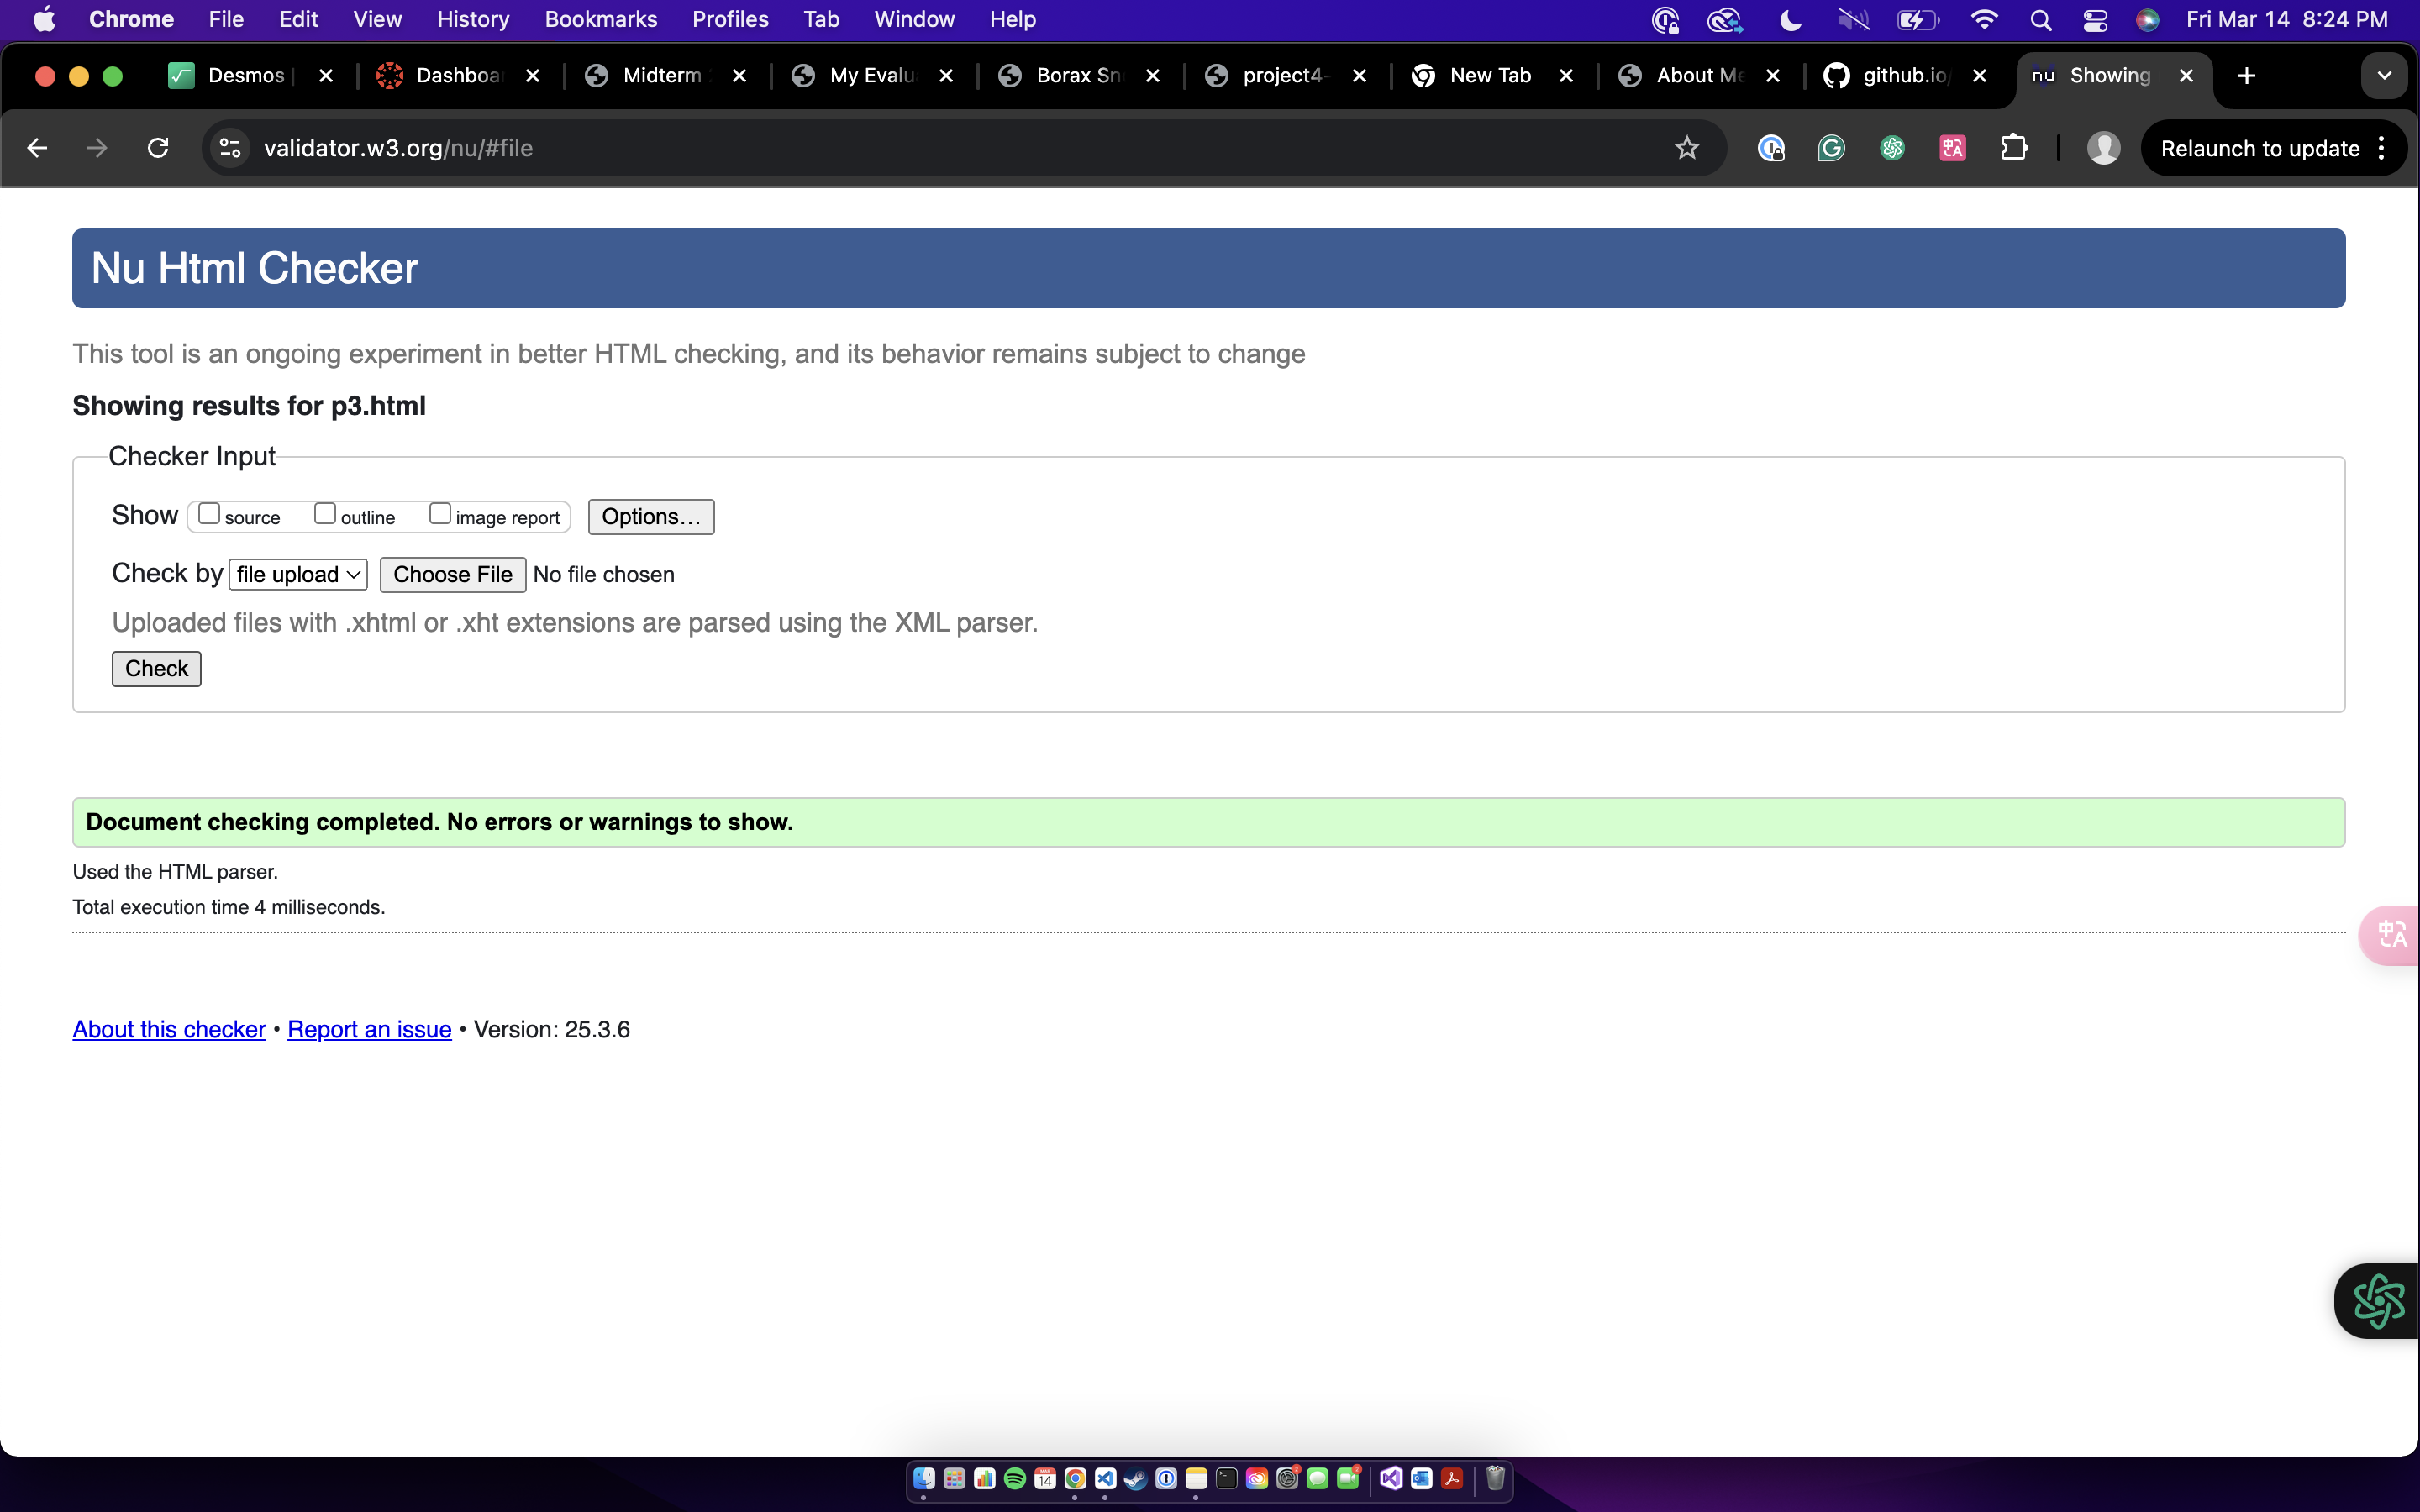 Chrome File Edit View History Bookmarks Profiles Tab Window Help Fri Mar 14 8:24 PM
Desmos Dashboar Midterm My Evalu Borax Sn project4- New Tab About Me github.io/ nu Showing
validator.w3.org/nu/#file Relaunch to update
Nu Html Checker
This tool is an ongoing experiment in better HTML checking, and its behavior remains subject to change
Showing results for p3.html
Checker Input
Show source outline image report Options...
Check by file upload Choose File No file chosen
Uploaded files with .xhtml or .xht extensions are parsed using the XML parser.
Check
Document checking completed. No errors or warnings to show.
Used the HTML parser.
Total execution time 4 milliseconds.
中A
About this checker • Report an issue • Version: 25.3.6
14